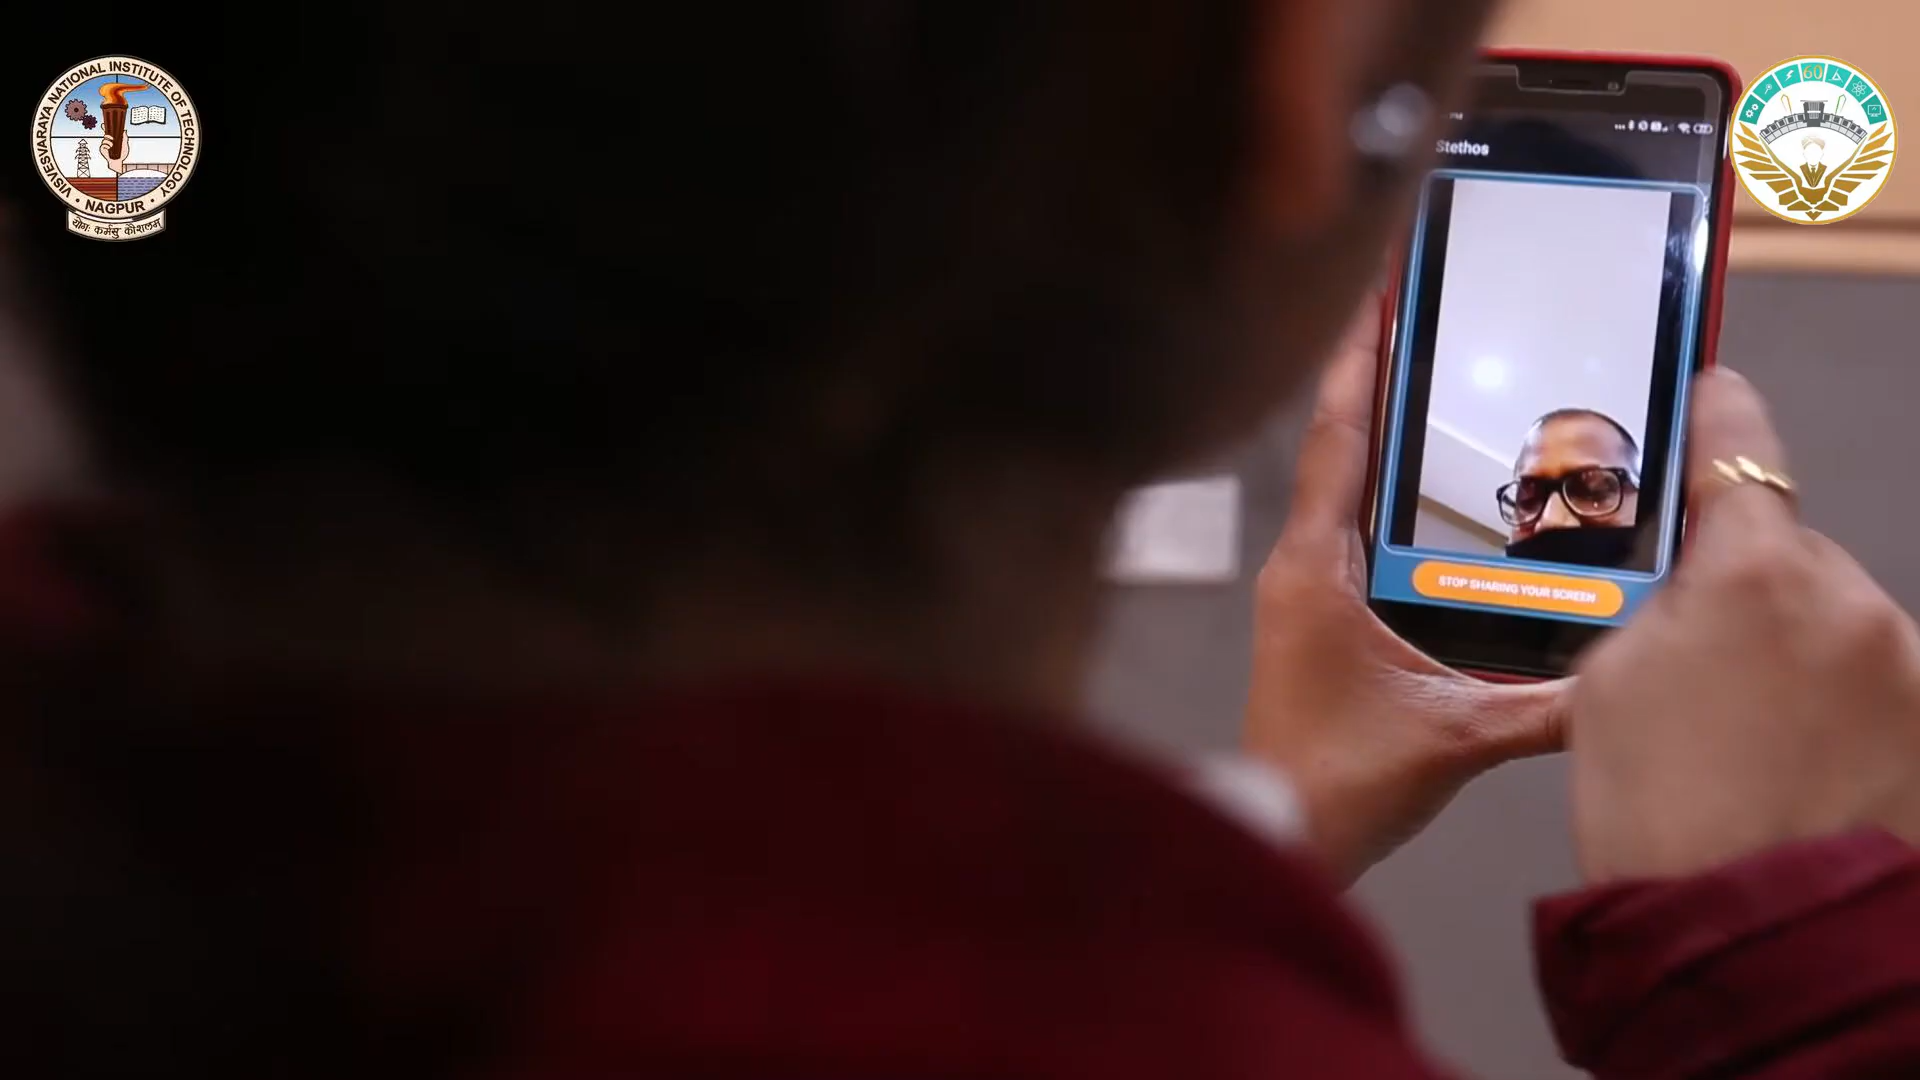 VISVESVARAYA NATIONAL INSTITUTE OF TECHNOLOGY
• NAGPUR •
योगः कर्मसु कौशलम्
60
Stethos
STOP SHARING YOUR SCREEN